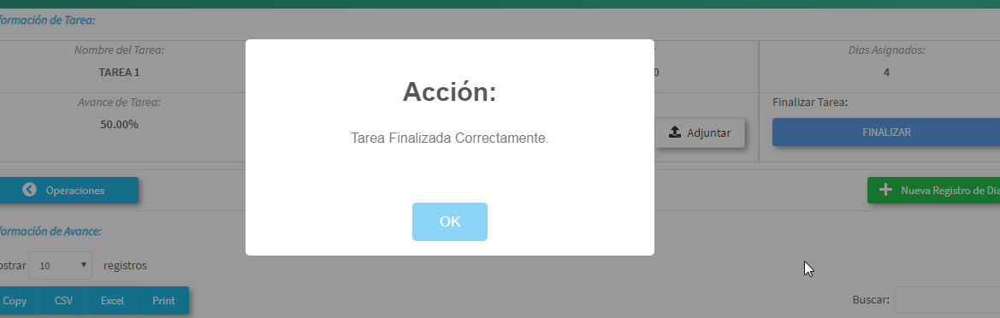 formación de Tarea:
Nombre del Tarea:
Dias Asignados:
TAREA 1
0
4
Acción:
Avance de Tarea:
Finalizar Tarea:
50.00%
Tarea Finalizada Correctamente.
Adjuntar
FINALIZAR
Operaciones
Nueva Registro de Dia
OK
formación de Avance:
ostrar 10 registros
Copy CSV Excel Print
Buscar: